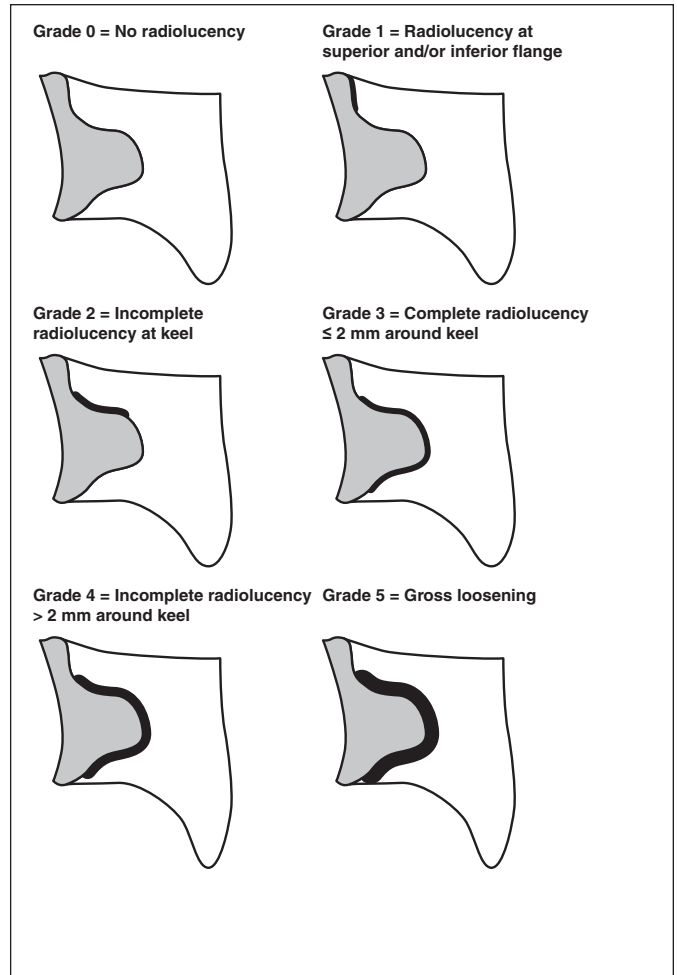 Grade 0 = No radiolucency
Grade 1 = Radiolucency at
superior and/or inferior flange
Grade 2 = Incomplete
radiolucency at keel
Grade 3 = Complete radiolucency
≤ 2 mm around keel
Grade 4 = Incomplete radiolucency
> 2 mm around keel
Grade 5 = Gross loosening